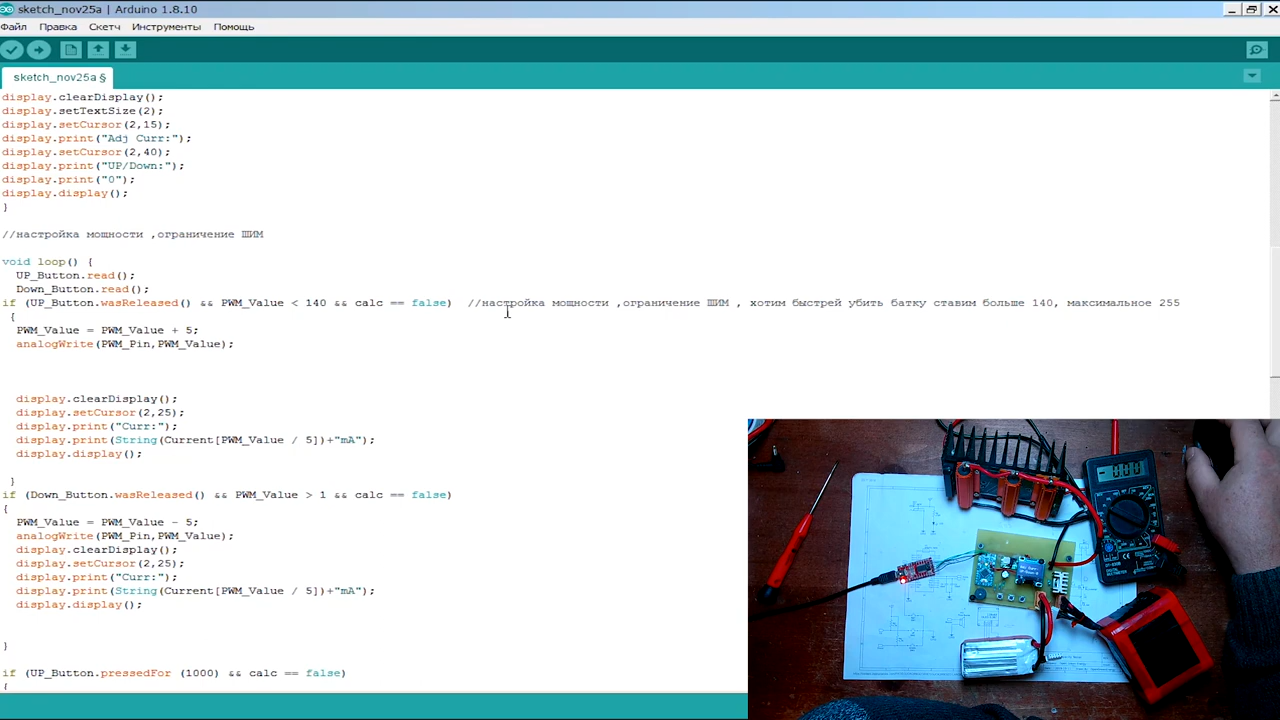 sketch_nov25a | Arduino 1.8.10
Файл Правка Скетч Инструменты Помощь
sketch_nov25a §
display.clearDisplay();
display.setTextSize(2);
display.setCursor(2,15);
display.print("Adj Curr:");
display.setCursor(2,40);
display.print("UP/Down:");
display.print("0");
display.display();
}
//настройка мощности ,ограничение ШИМ
void loop() {
UP_Button.read();
Down_Button.read();
if (UP_Button.wasReleased() && PWM_Value < 140 && calc == false) //настройка мощности ,ограничение ШИМ , хотим быстрей убить батку ставим больше 140, максимальное 255
{
PWM_Value = PWM_Value + 5;
analogWrite(PWM_Pin,PWM_Value);
display.clearDisplay();
display.setCursor(2,25);
display.print("Curr:");
display.print(String(Current[PWM_Value / 5])+"mA");
display.display();
}
if (Down_Button.wasReleased() && PWM_Value > 1 && calc == false)
{
PWM_Value = PWM_Value - 5;
analogWrite(PWM_Pin,PWM_Value);
display.clearDisplay();
display.setCursor(2,25);
display.print("Curr:");
display.print(String(Current[PWM_Value / 5])+"mA");
display.display();
}
if (UP_Button.pressedFor (1000) && calc == false)
{